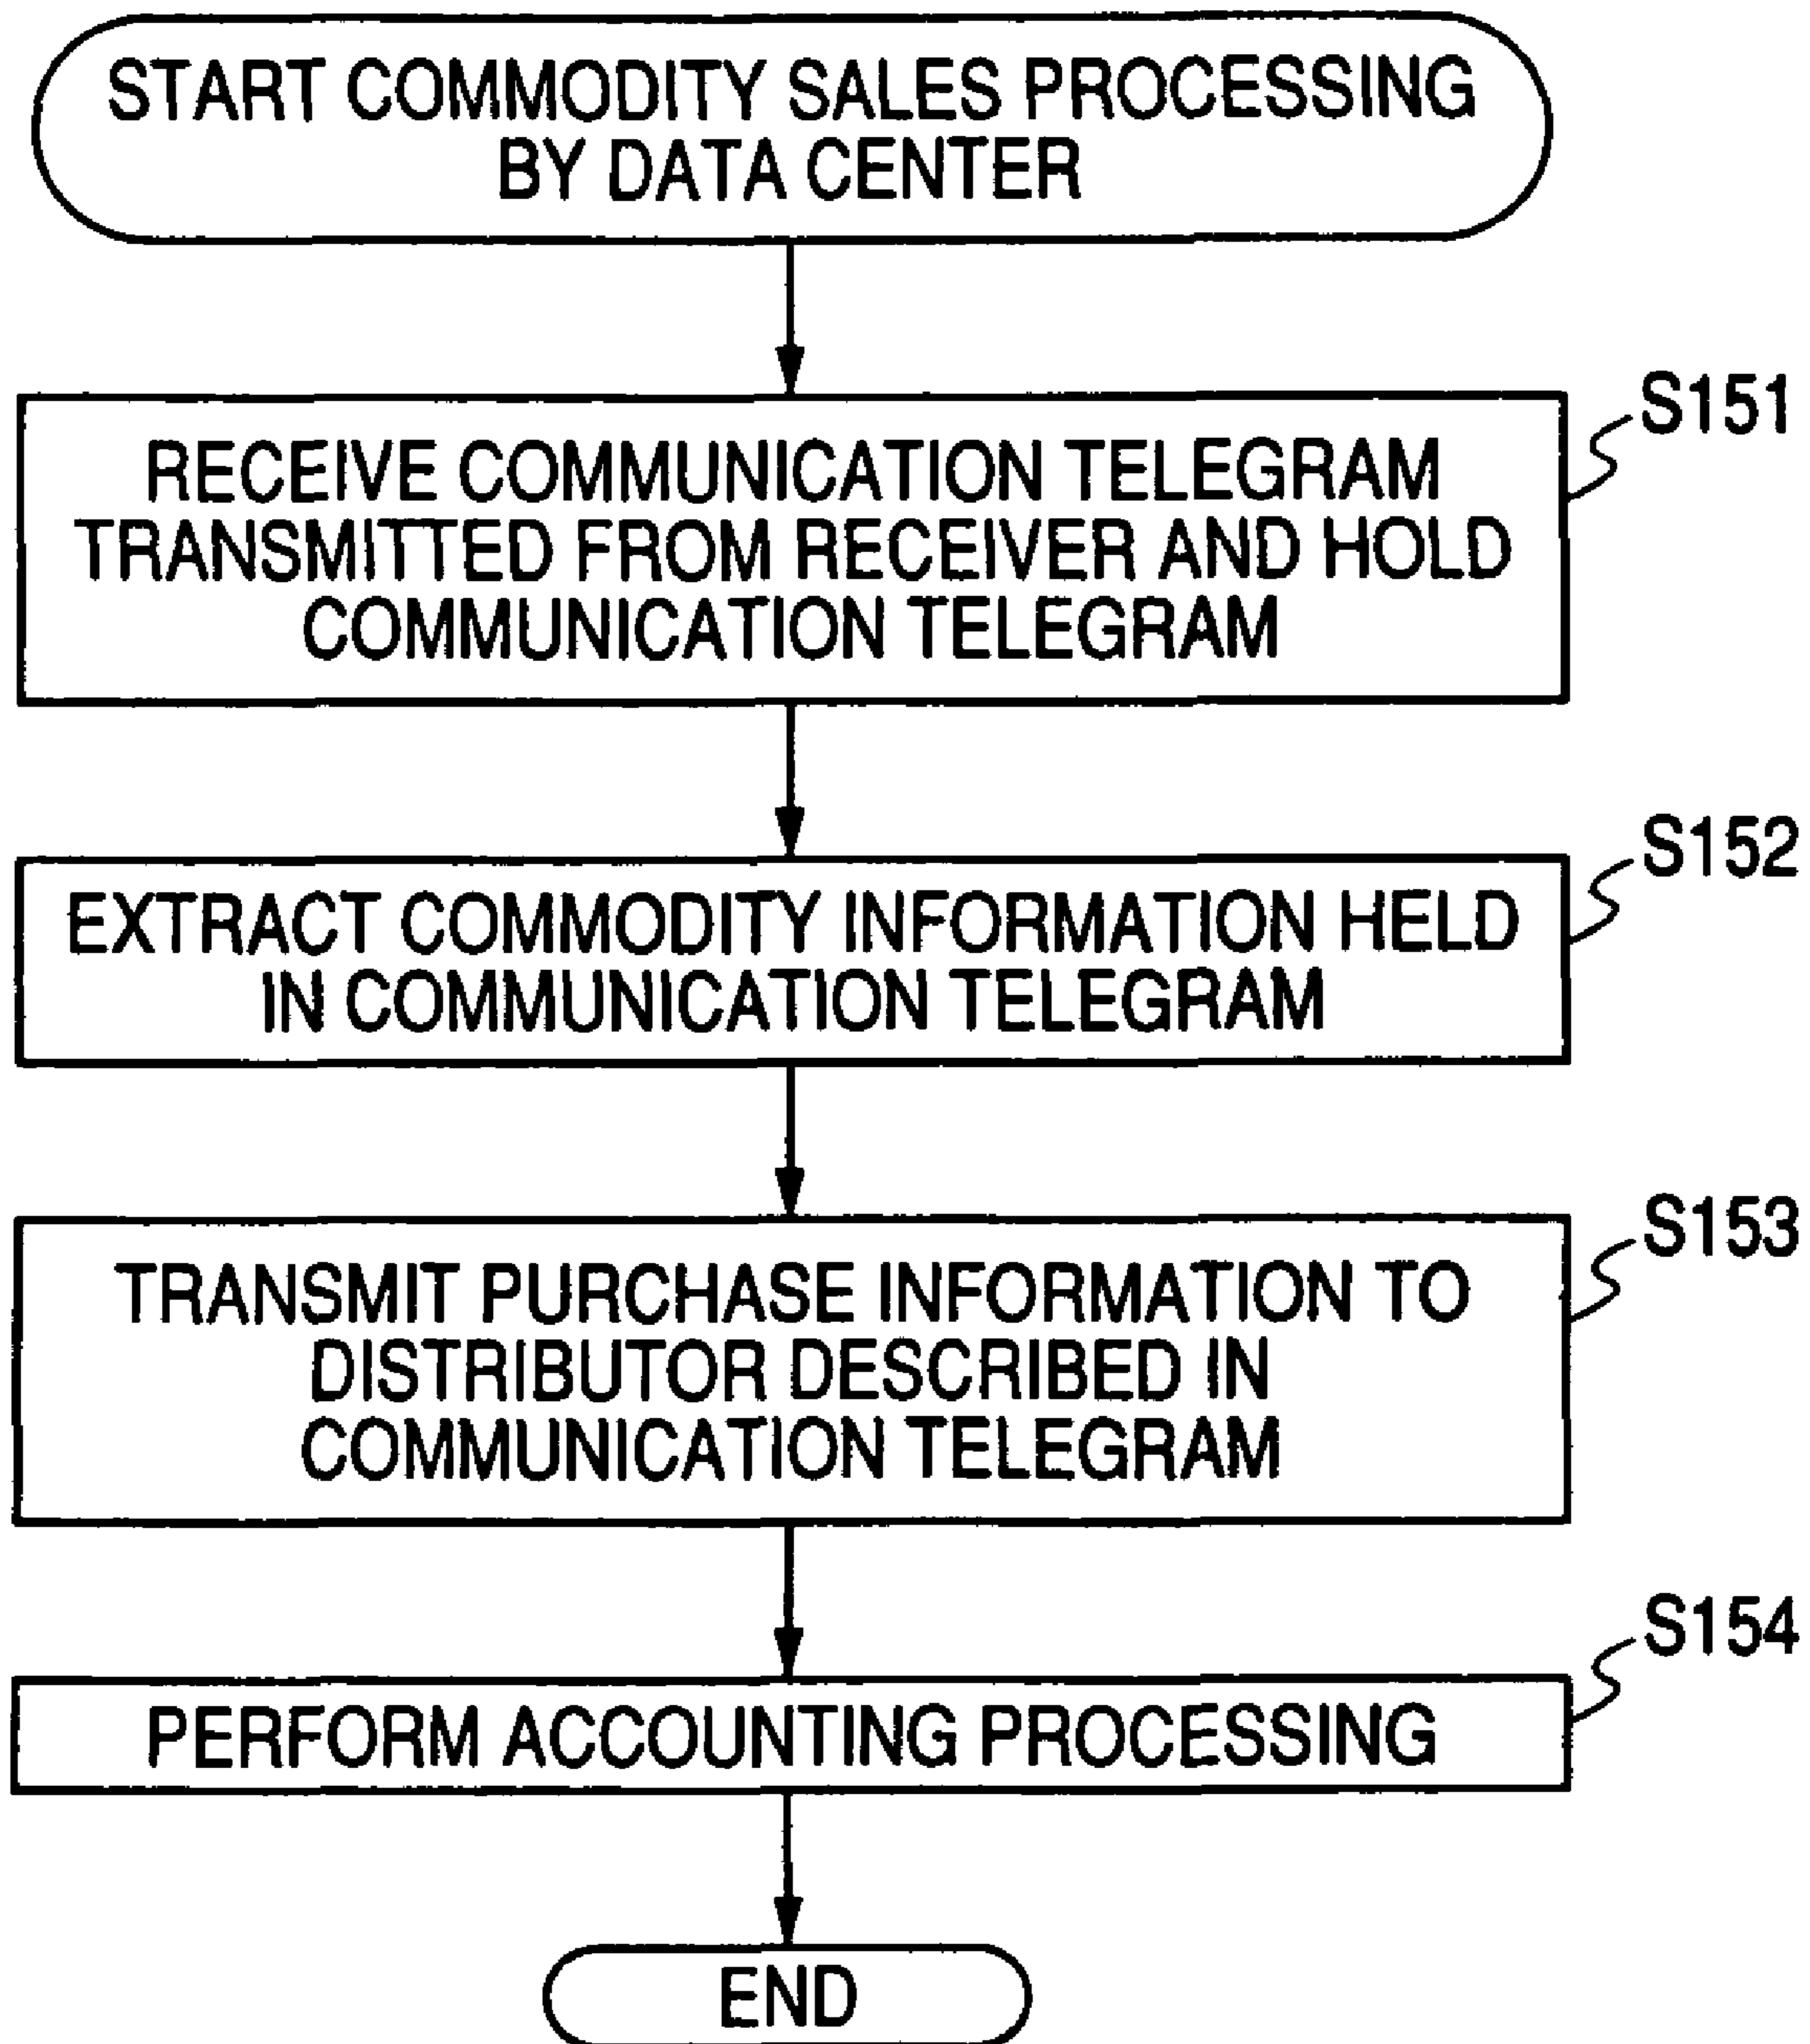 START COMMODITY SALES PROCESSING
BY DATA CENTER
S151
RECEIVE COMMUNICATION TELEGRAM
TRANSMITTED FROM RECEIVER AND HOLD
COMMUNICATION TELEGRAM
S152
EXTRACT COMMODITY INFORMATION HELD
IN COMMUNICATION TELEGRAM
S153
TRANSMIT PURCHASE INFORMATION TO
DISTRIBUTOR DESCRIBED IN
COMMUNICATION TELEGRAM
S154
PERFORM ACCOUNTING PROCESSING
END